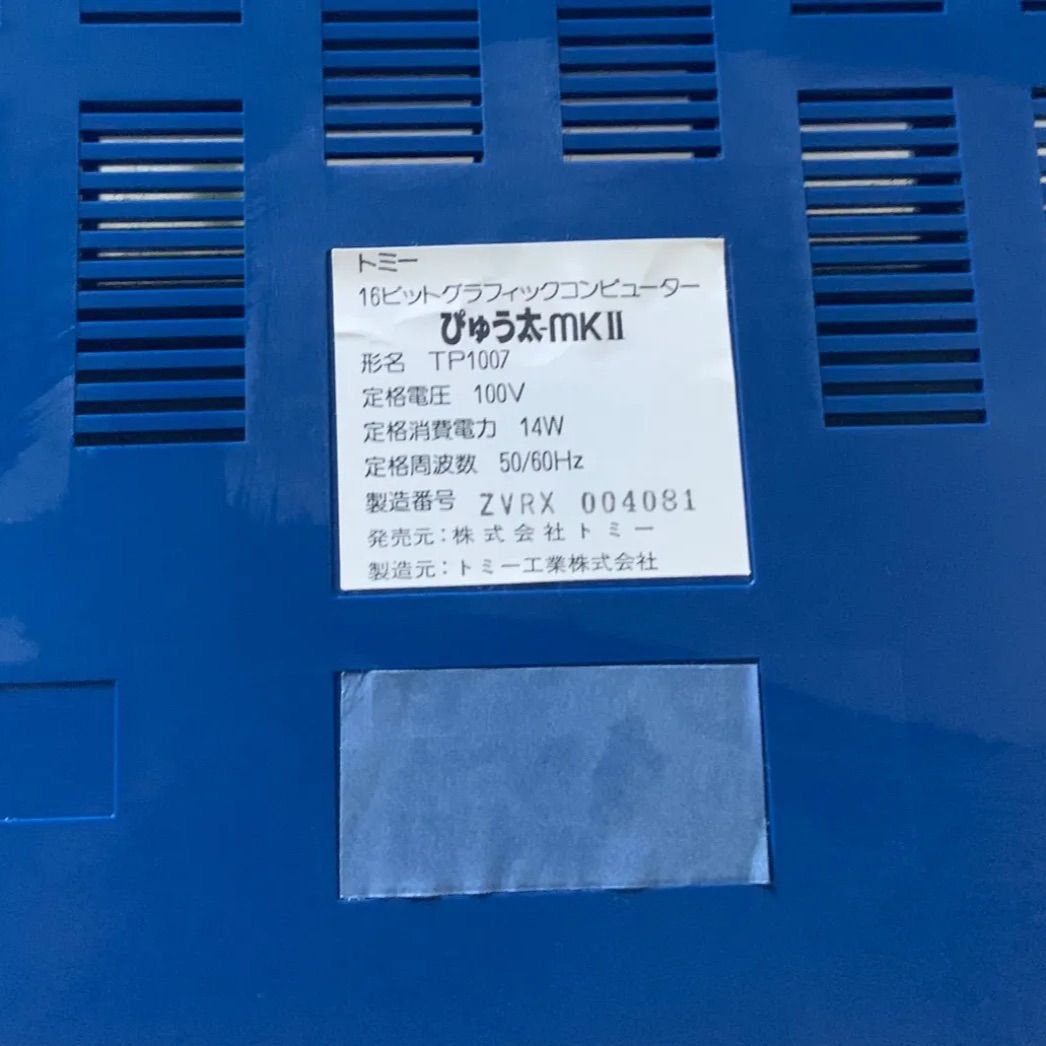 トミー
16ビットグラフィックコンピューター
ぴゅう太-mKII
形名 TP1007
定格電圧 100V
定格消費電力 14W
定格周波数 50/60Hz
製造番号 ZVRX 004081
発売元:株式会社トミー
製造元:トミー工業株式会社